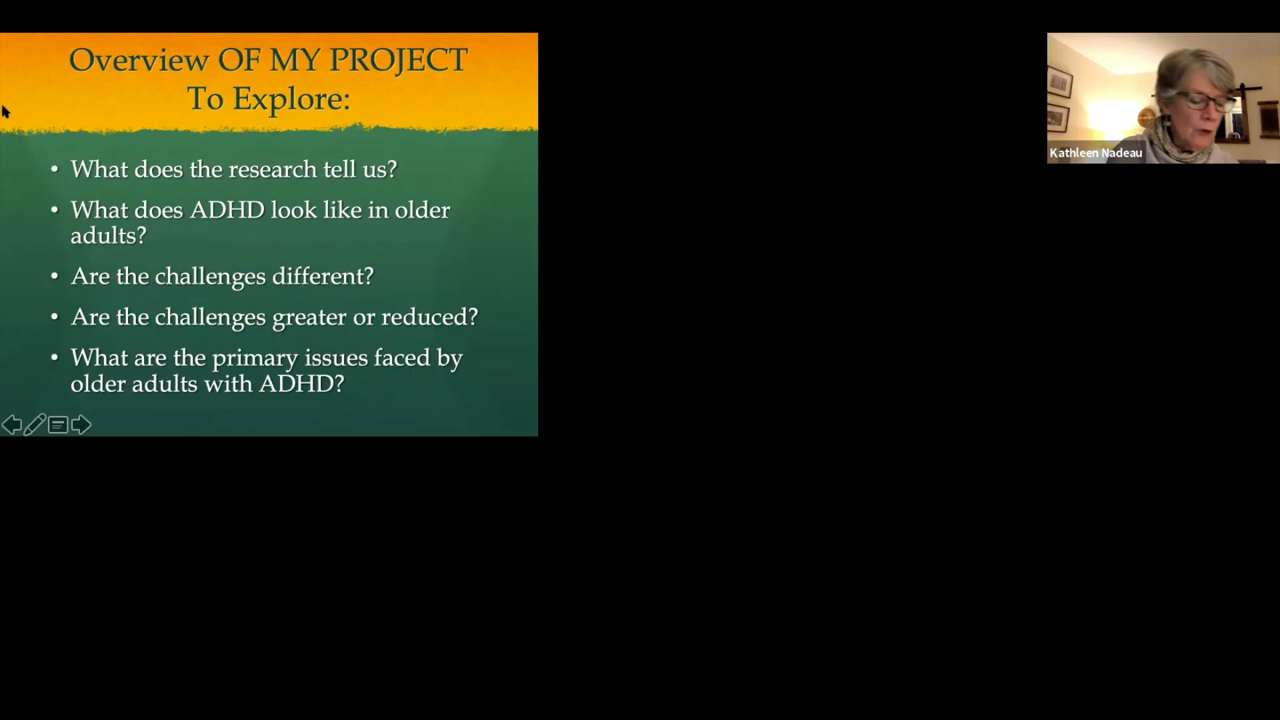 Overview OF MY PROJECT
To Explore:
• What does the research tell us?
• What does ADHD look like in older
adults?
• Are the challenges different?
• Are the challenges greater or reduced?
• What are the primary issues faced by
older adults with ADHD?
Kathleen Nadeau